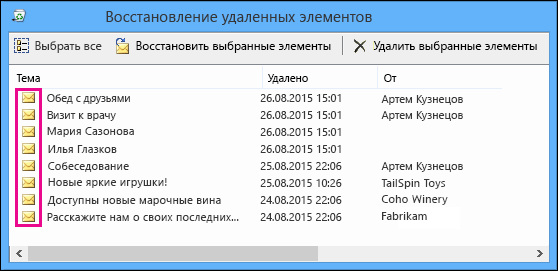 Восстановление удаленных элементов
Выбрать все Восстановить выбранные элементы Удалить выбранные элементы
Тема Удалено От
Обед с друзьями 26.08.2015 15:01 Артем Кузнецов
Визит к врачу 26.08.2015 15:01 Артем Кузнецов
Мария Сазонова 26.08.2015 15:01
Илья Глазков 26.08.2015 15:01
Собеседование 25.08.2015 22:06 Артем Кузнецов
Новые яркие игрушки! 25.08.2015 10:26 TailSpin Toys
Доступны новые марочные вина 24.08.2015 22:06 Coho Winery
Расскажите нам о своих последних... 24.08.2015 22:06 Fabrikam